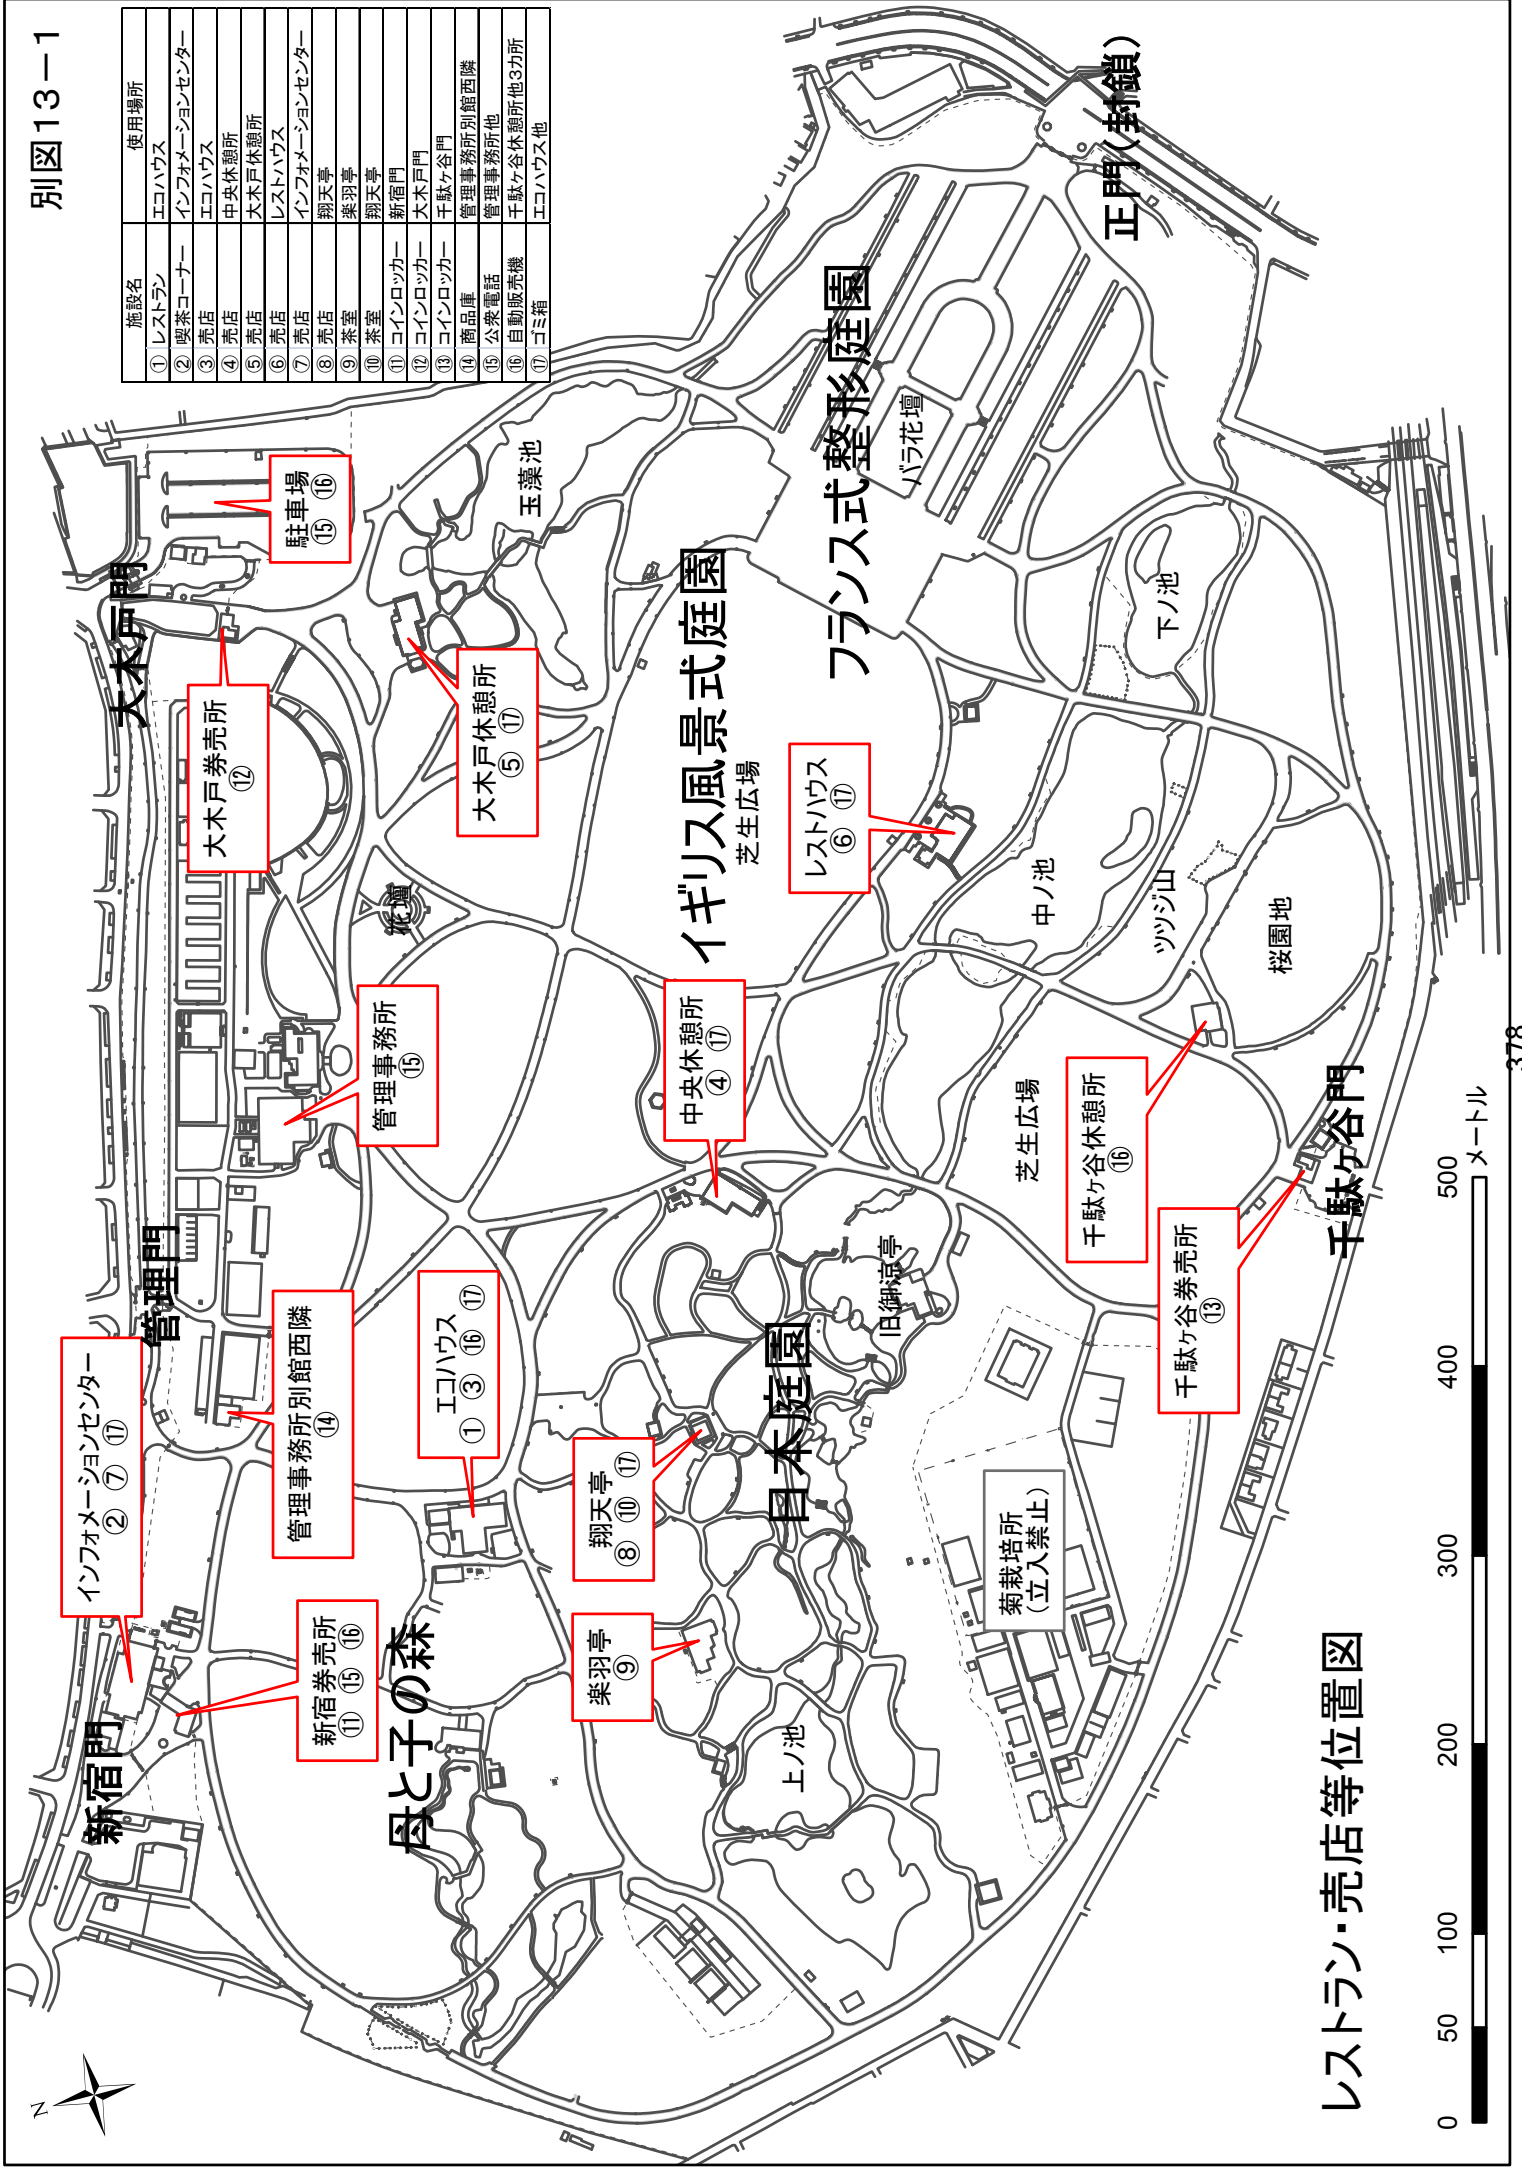 別図13－1
施設名 使用場所
① レストラン エコハウス
② 喫茶コーナー インフォメーションセンター
③ 売店 エコハウス
④ 売店 中央休憩所
⑤ 売店 大木戸休憩所
⑥ 売店 レストハウス
⑦ 売店 インフォメーションセンター
⑧ 売店 翔天亭
⑨ 茶室 楽羽亭
⑩ 茶室 翔天亭
⑪ コインロッカー 新宿門
⑫ コインロッカー 大木戸門
⑬ コインロッカー 千駄ヶ谷門
⑭ 商品庫 管理事務所別館西隣
⑮ 公衆電話 管理事務所他
⑯ 自動販売機 千駄ヶ谷休憩所他3カ所
⑰ ゴミ箱 エコハウス他
N
新宿門
インフォメーションセンター
② ⑦ ⑰
管理門
大木戸門
新宿券売所
⑪ ⑮ ⑯
管理事務所別館西隣
⑭
管理事務所
⑮
大木戸券売所
⑫
駐車場
⑮ ⑯
母と子の森
エコハウス
① ③ ⑯ ⑰
花壇
大木戸休憩所
⑤ ⑰
玉藻池
楽羽亭
⑨
翔天亭
⑧ ⑩ ⑰
中央休憩所
④ ⑰
イギリス風景式庭園
芝生広場
上ノ池
日本庭園
旧御涼亭
レストハウス
⑥ ⑰
フランス式整形庭園
バラ花壇
正門(封鎖)
菊栽培所
(立入禁止)
芝生広場
中ノ池
下ノ池
ツツジ山
桜園地
千駄ヶ谷休憩所
⑯
千駄ヶ谷券売所
⑬
千駄ヶ谷門
レストラン・売店等位置図
0 50 100 200 300 400 500
メートル
378